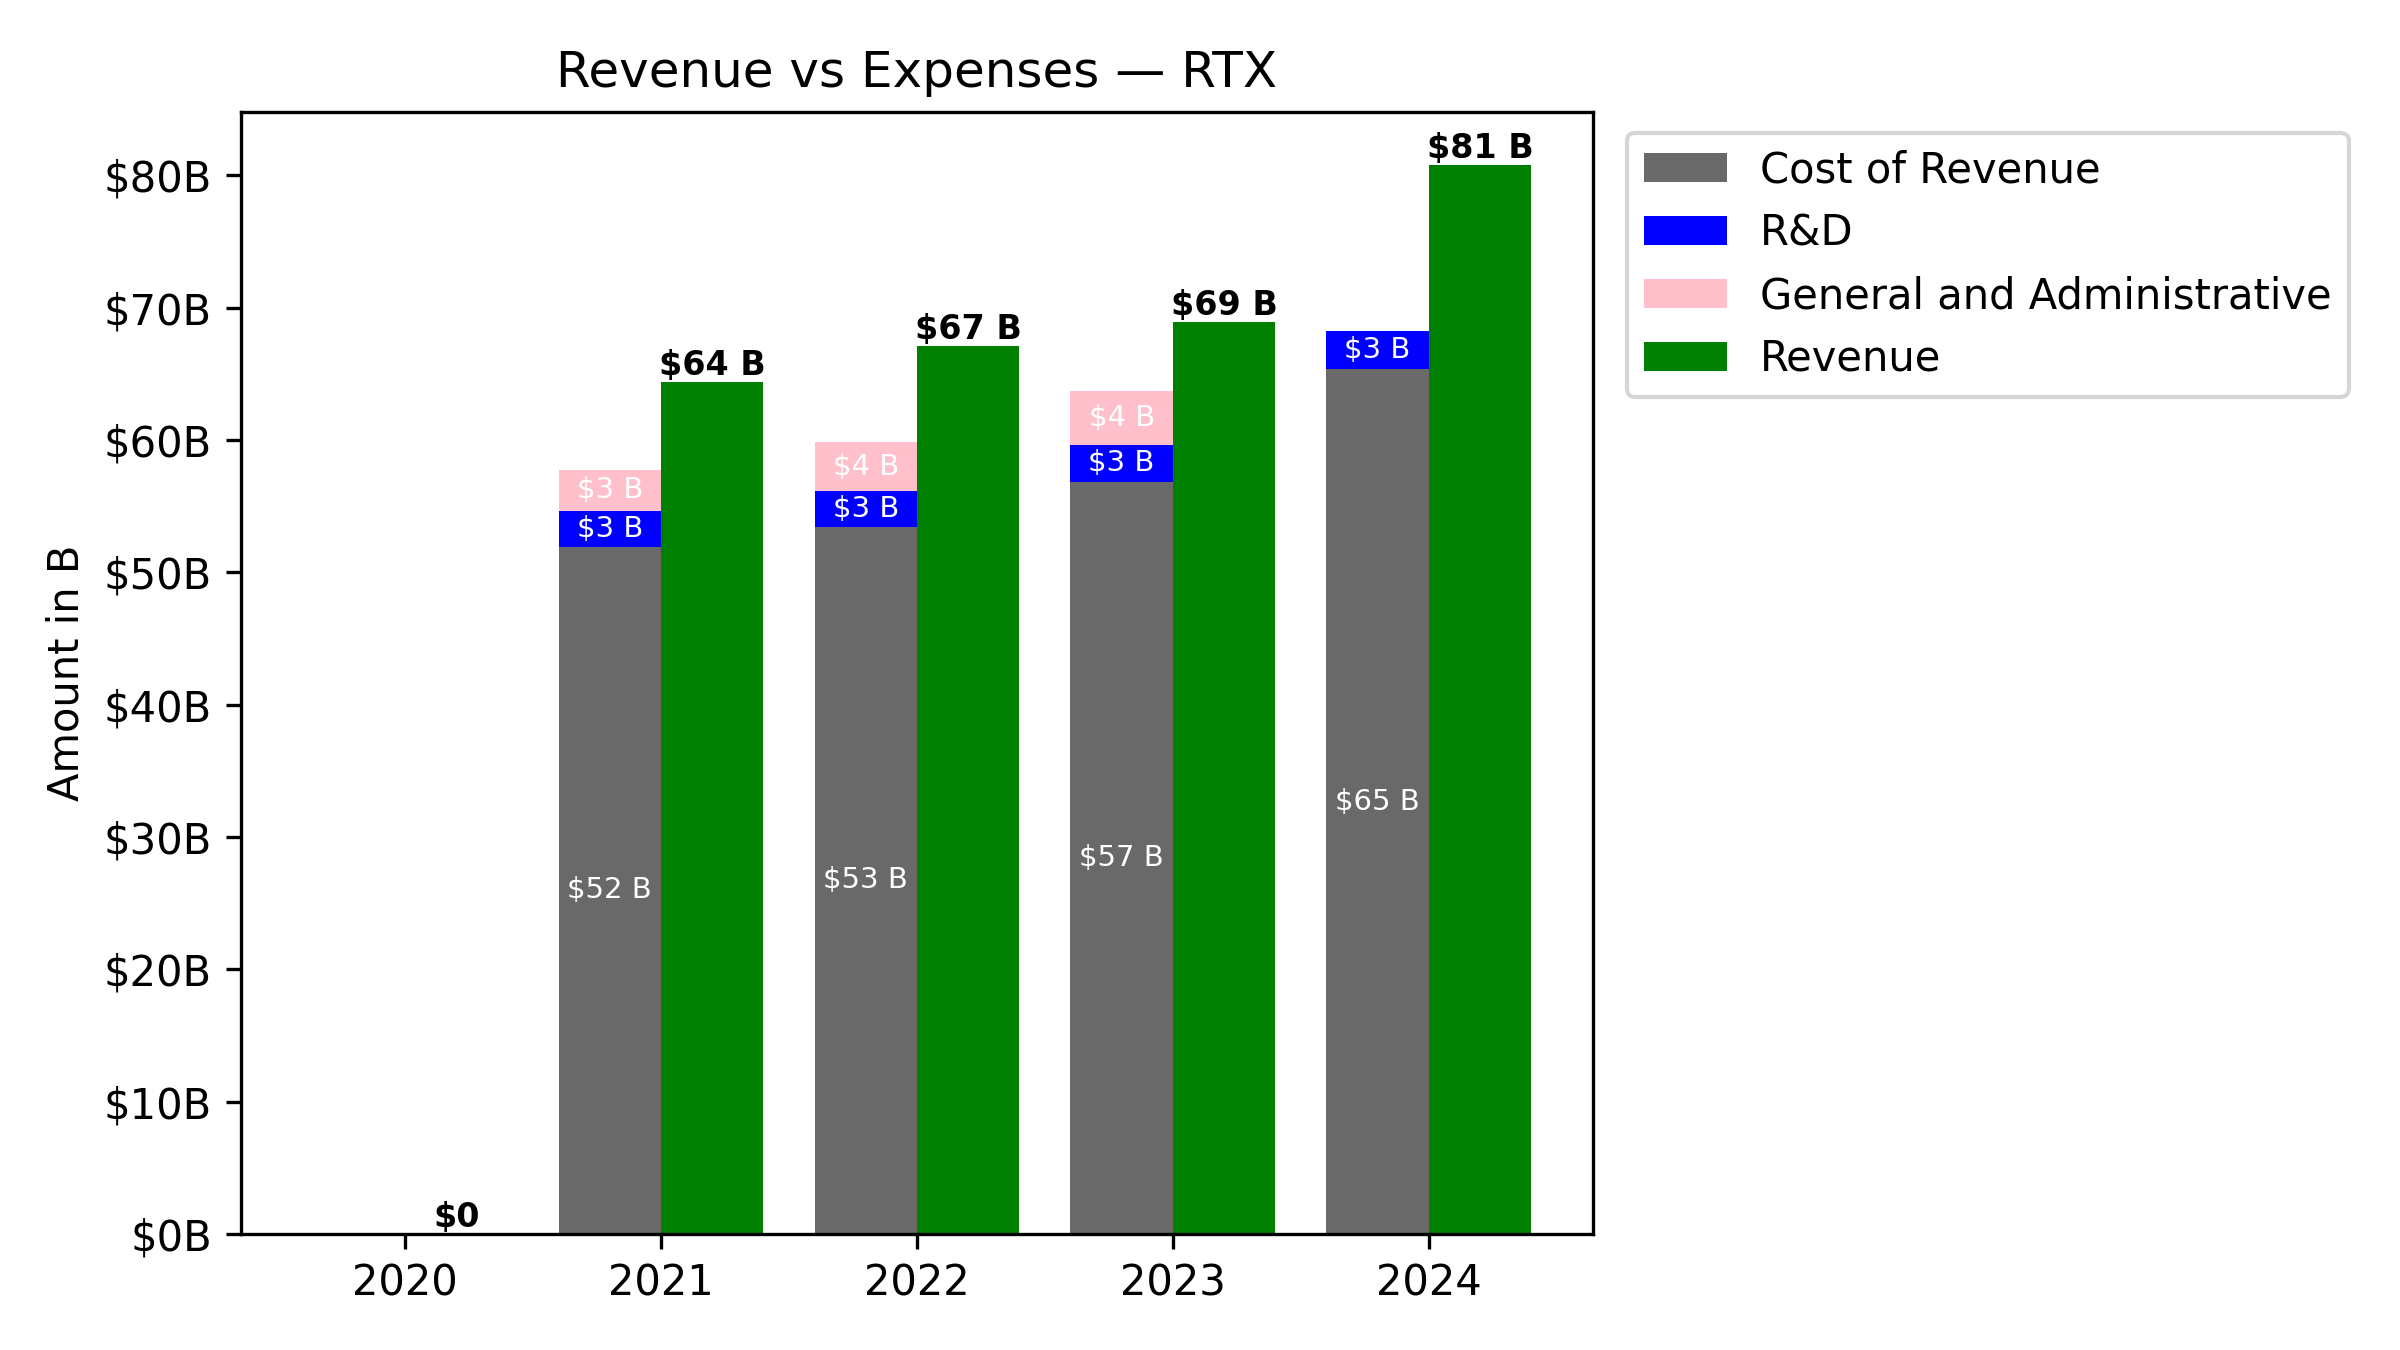 Revenue vs Expenses — RTX
Cost of Revenue
R&D
General and Administrative
Revenue
Amount in B
$80B
$70B
$60B
$50B
$40B
$30B
$20B
$10B
$0B
$0
$64 B
$3 B
$3 B
$52 B
$67 B
$4 B
$3 B
$53 B
$69 B
$4 B
$3 B
$57 B
$81 B
$3 B
$65 B
2020
2021
2022
2023
2024